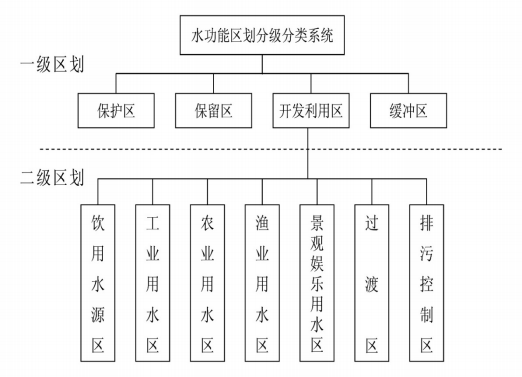 水功能区划分级分类系统
一级区划
保护区
保留区
开发利用区
缓冲区
二级区划
饮用水源区
工业用水区
农业用水区
渔业用水区
景观娱乐用水区
过渡区
排污控制区